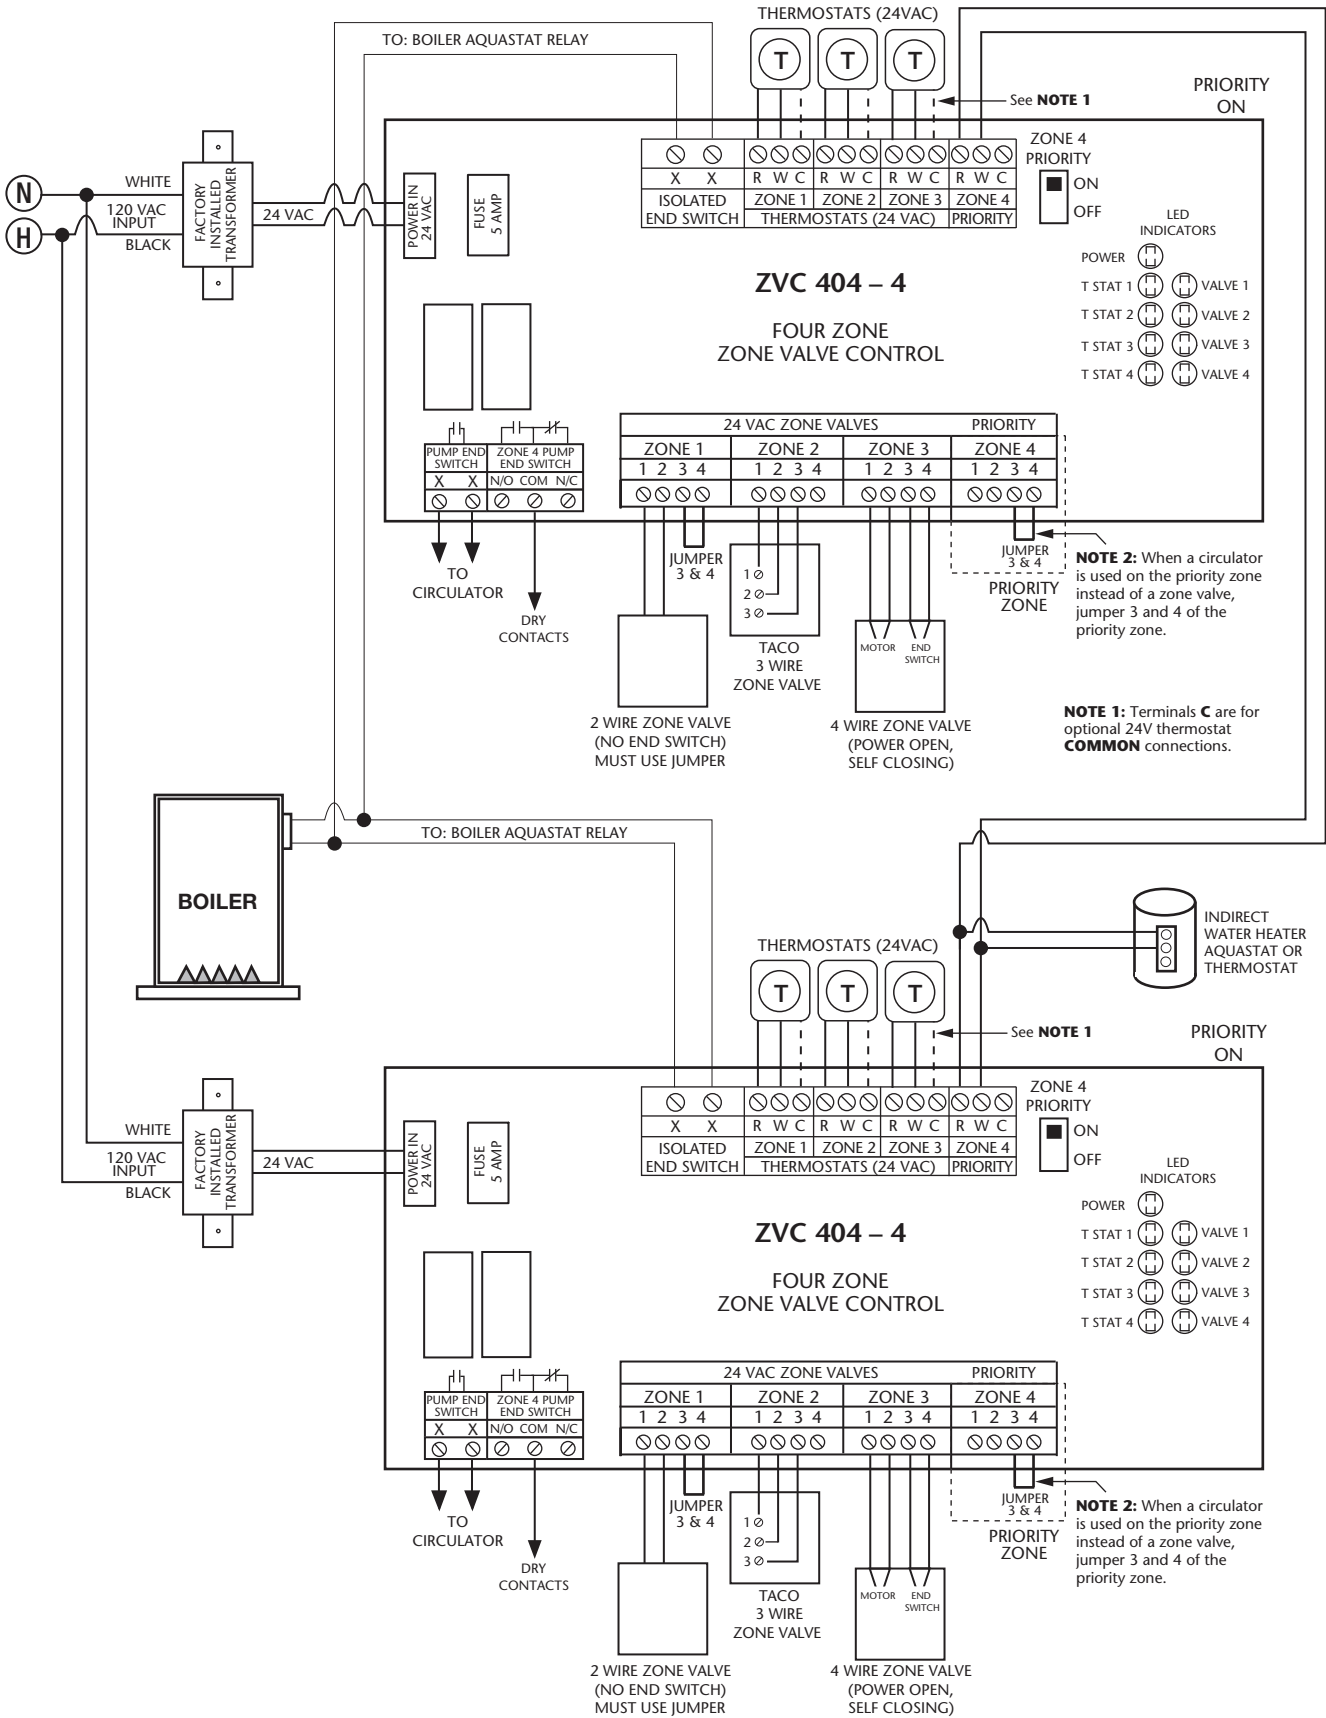 THERMOSTATS (24VAC)
TO: BOILER AQUASTAT RELAY
T T T
See NOTE 1
PRIORITY
ON
N
H
WHITE
120 VAC
INPUT
BLACK
FACTORY
INSTALLED
TRANSFORMER
24 VAC
POWER IN
24 VAC
FUSE
5 AMP
X X R W C R W C R W C R W C
ISOLATED
END SWITCH
ZONE 1 ZONE 2 ZONE 3 ZONE 4
THERMOSTATS (24 VAC) PRIORITY
ZONE 4
PRIORITY
ON
OFF
LED
INDICATORS
POWER
T STAT 1 VALVE 1
T STAT 2 VALVE 2
T STAT 3 VALVE 3
T STAT 4 VALVE 4
ZVC 404 – 4
FOUR ZONE
ZONE VALVE CONTROL
24 VAC ZONE VALVES PRIORITY
ZONE 1 ZONE 2 ZONE 3 ZONE 4
1 2 3 4 1 2 3 4 1 2 3 4 1 2 3 4
PUMP END
SWITCH
X X
ZONE 4 PUMP
END SWITCH
N/O COM N/C
TO
CIRCULATOR
DRY
CONTACTS
JUMPER
3 & 4
1
2
3
TACO
3 WIRE
ZONE VALVE
2 WIRE ZONE VALVE
(NO END SWITCH)
MUST USE JUMPER
MOTOR
END
SWITCH
4 WIRE ZONE VALVE
(POWER OPEN,
SELF CLOSING)
JUMPER
3 & 4
PRIORITY
ZONE
NOTE 2: When a circulator
is used on the priority zone
instead of a zone valve,
jumper 3 and 4 of the
priority zone.
NOTE 1: Terminals C are for
optional 24V thermostat
COMMON connections.
BOILER
TO: BOILER AQUASTAT RELAY
INDIRECT
WATER HEATER
AQUASTAT OR
THERMOSTAT
THERMOSTATS (24VAC)
T T T
See NOTE 1
PRIORITY
ON
WHITE
120 VAC
INPUT
BLACK
FACTORY
INSTALLED
TRANSFORMER
24 VAC
POWER IN
24 VAC
FUSE
5 AMP
X X R W C R W C R W C R W C
ISOLATED
END SWITCH
ZONE 1 ZONE 2 ZONE 3 ZONE 4
THERMOSTATS (24 VAC) PRIORITY
ZONE 4
PRIORITY
ON
OFF
LED
INDICATORS
POWER
T STAT 1 VALVE 1
T STAT 2 VALVE 2
T STAT 3 VALVE 3
T STAT 4 VALVE 4
ZVC 404 – 4
FOUR ZONE
ZONE VALVE CONTROL
24 VAC ZONE VALVES PRIORITY
ZONE 1 ZONE 2 ZONE 3 ZONE 4
1 2 3 4 1 2 3 4 1 2 3 4 1 2 3 4
PUMP END
SWITCH
X X
ZONE 4 PUMP
END SWITCH
N/O COM N/C
TO
CIRCULATOR
DRY
CONTACTS
JUMPER
3 & 4
1
2
3
TACO
3 WIRE
ZONE VALVE
2 WIRE ZONE VALVE
(NO END SWITCH)
MUST USE JUMPER
MOTOR
END
SWITCH
4 WIRE ZONE VALVE
(POWER OPEN,
SELF CLOSING)
JUMPER
3 & 4
PRIORITY
ZONE
NOTE 2: When a circulator
is used on the priority zone
instead of a zone valve,
jumper 3 and 4 of the
priority zone.